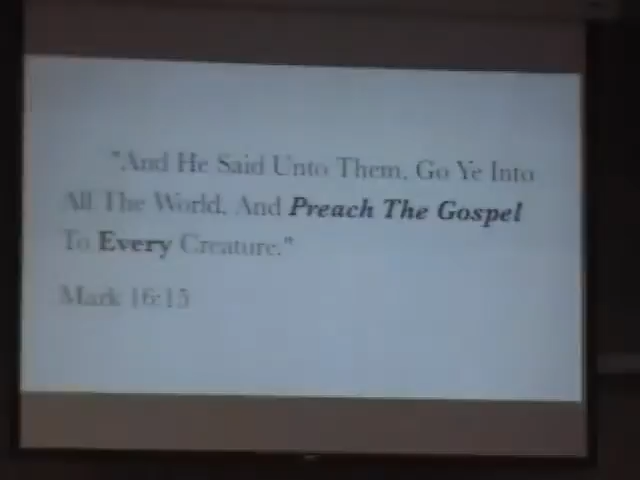 "And He Said Unto Them, Go Ye Into
All The World, And Preach The Gospel
To Every Creature."
Mark 16:15